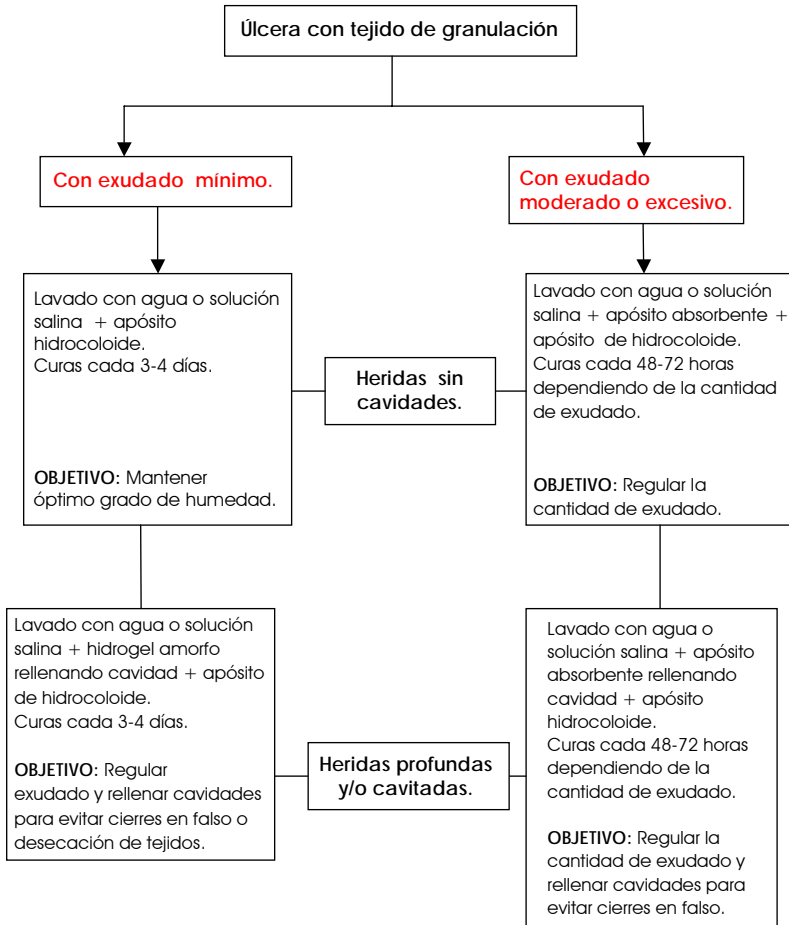 Úlcera con tejido de granulación
Con exudado mínimo.
Con exudado
moderado o excesivo.
Lavado con agua o solución
salina + apósito
hidrocoloide.
Curas cada 3-4 días.
OBJETIVO: Mantener
óptimo grado de humedad.
Heridas sin
cavidades.
Lavado con agua o solución
salina + apósito absorbente +
apósito de hidrocoloide.
Curas cada 48-72 horas
dependiendo de la cantidad
de exudado.
OBJETIVO: Regular la
cantidad de exudado.
Lavado con agua o solución
salina + hidrogel amorfo
rellenando cavidad + apósito
de hidrocoloide.
Curas cada 3-4 días.
OBJETIVO: Regular
exudado y rellenar cavidades
para evitar cierres en falso o
desecación de tejidos.
Heridas profundas
y/o cavitadas.
Lavado con agua o
solución salina + apósito
absorbente rellenando
cavidad + apósito
hidrocoloide.
Curas cada 48-72 horas
dependiendo de la
cantidad de exudado.
OBJETIVO: Regular la
cantidad de exudado y
rellenar cavidades para
evitar cierres en falso.